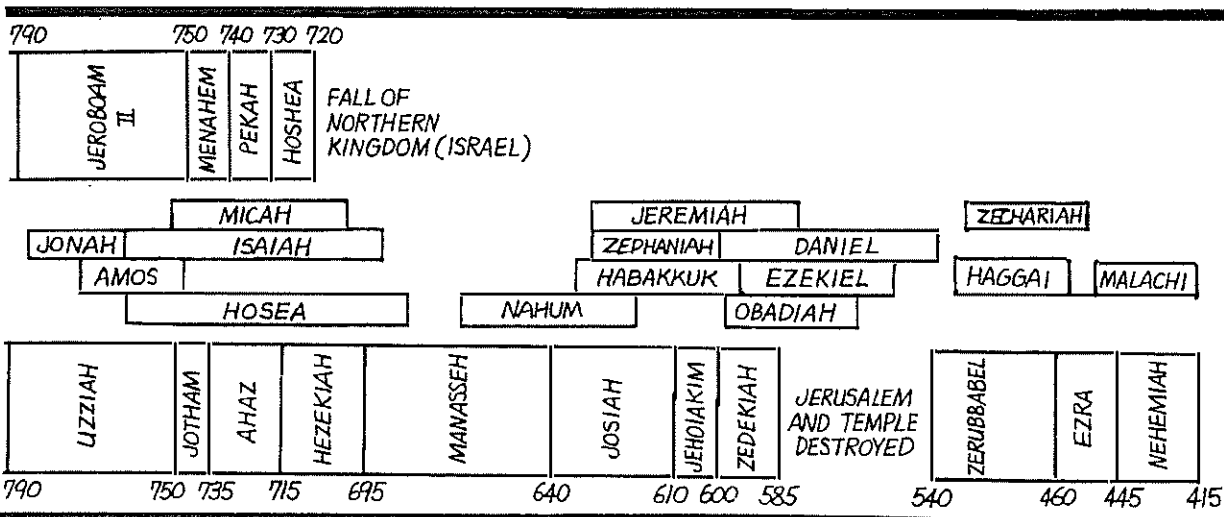 790 750 740 730 720
JEROBOAM II
MENAHEM
PEKAH
HOSHEA
FALL OF
NORTHERN
KINGDOM (ISRAEL)
MICAH JEREMIAH ZECHARIAH
JONAH ISAIAH ZEPHANIAH DANIEL
AMOS HABAKKUK EZEKIEL HAGGAI MALACHI
HOSEA NAHUM OBADIAH
UZZIAH
JOTHAM
AHAZ
HEZEKIAH
MANASSEH
JOSIAH
JEHOIAKIM
ZEDEKIAH
JERUSALEM
AND TEMPLE
DESTROYED
ZERUBBABEL
EZRA
NEHEMIAH
790 750 735 715 695 640 610 600 585 540 460 445 415